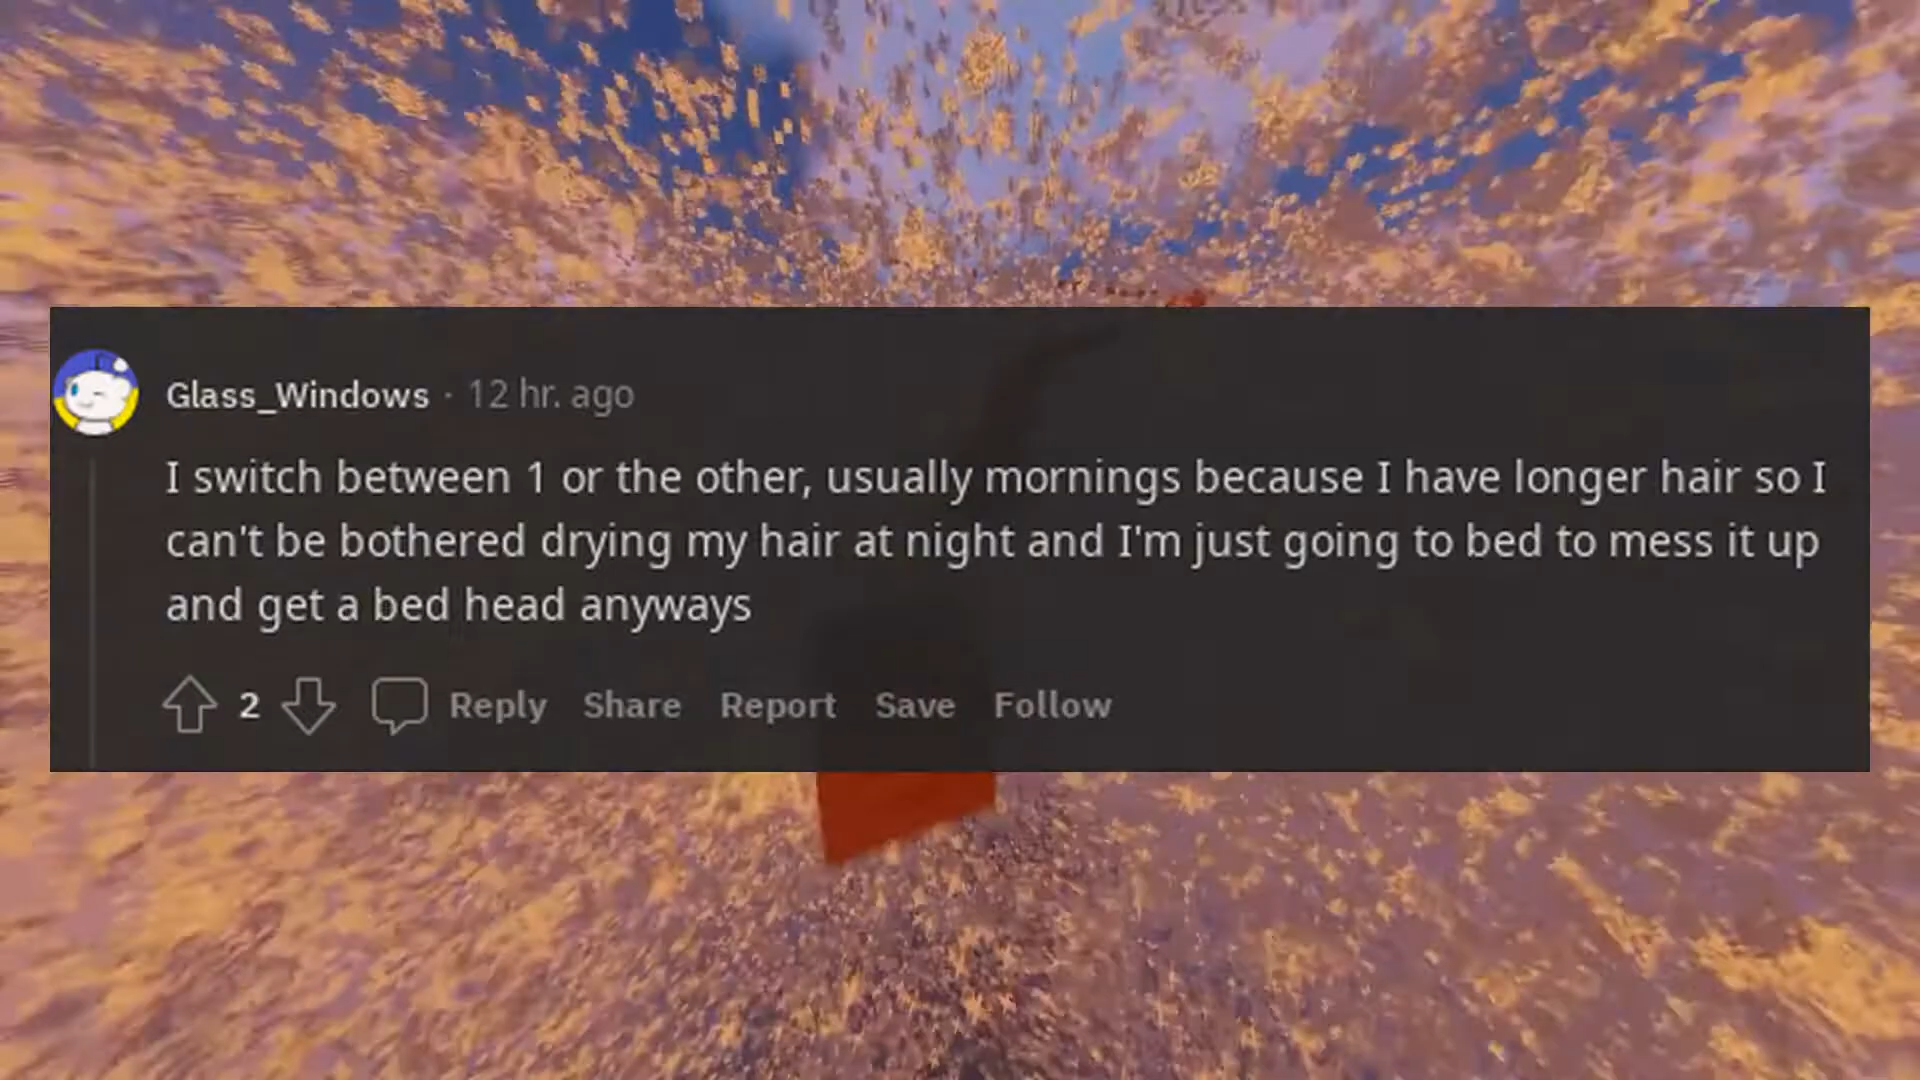 Glass_Windows · 12 hr. ago
I switch between 1 or the other, usually mornings because I have longer hair so I
can't be bothered drying my hair at night and I'm just going to bed to mess it up
and get a bed head anyways
2 Reply Share Report Save Follow